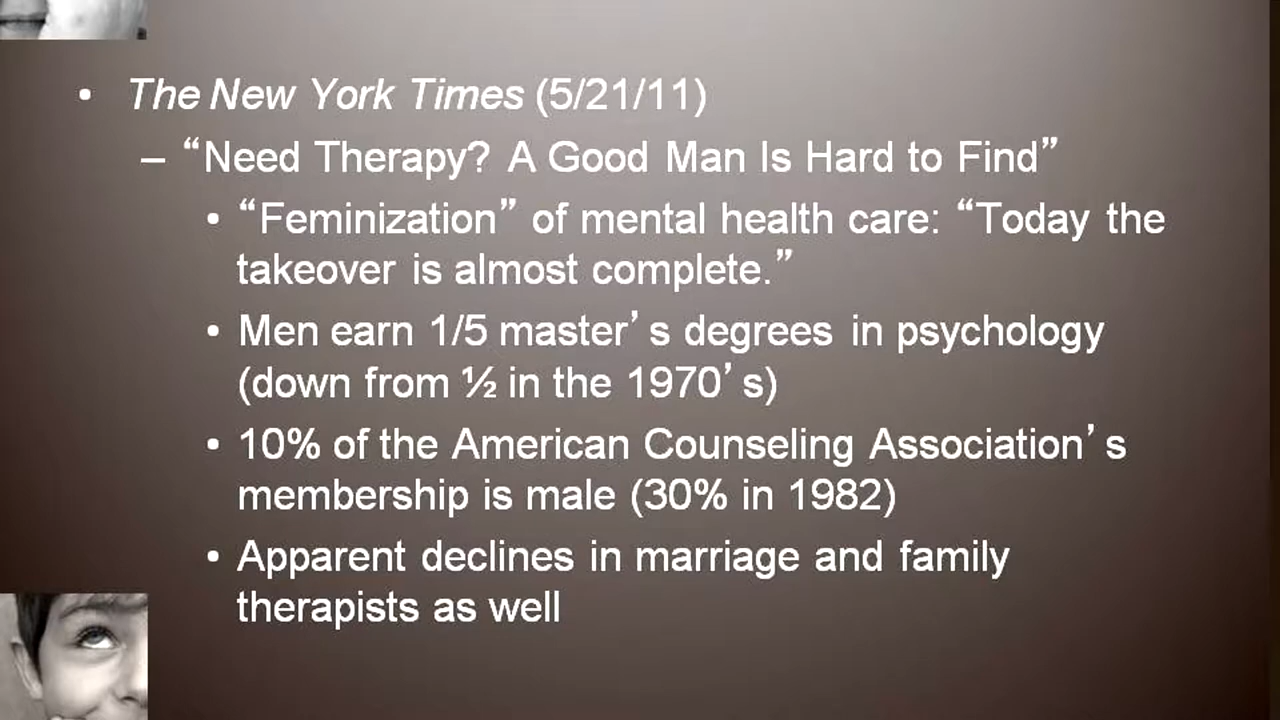 • The New York Times (5/21/11)
– “Need Therapy? A Good Man Is Hard to Find”
• “Feminization” of mental health care: “Today the
takeover is almost complete.”
• Men earn 1/5 master’s degrees in psychology
(down from ½ in the 1970’s)
• 10% of the American Counseling Association’s
membership is male (30% in 1982)
• Apparent declines in marriage and family
therapists as well